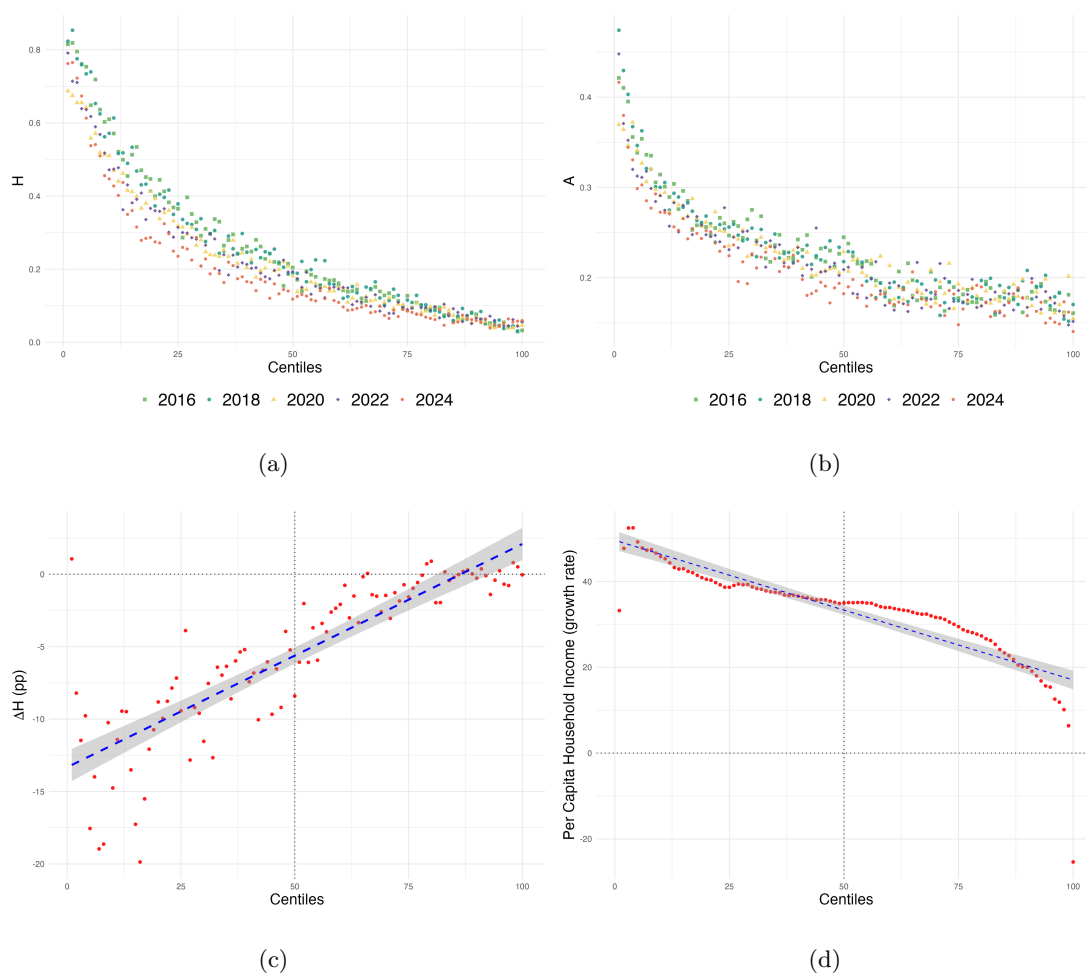 0.8
0.6
0.4
0.2
0.0
H
0 25 50 75 100
Centiles
2016 2018 2020 2022 2024
(a)
0.4
0.3
0.2
A
0 25 50 75 100
Centiles
2016 2018 2020 2022 2024
(b)
0
-5
-10
-15
-20
ΔH (pp)
0 25 50 75 100
Centiles
(c)
40
20
0
-20
Per Capita Household Income (growth rate)
0 25 50 75 100
Centiles
(d)